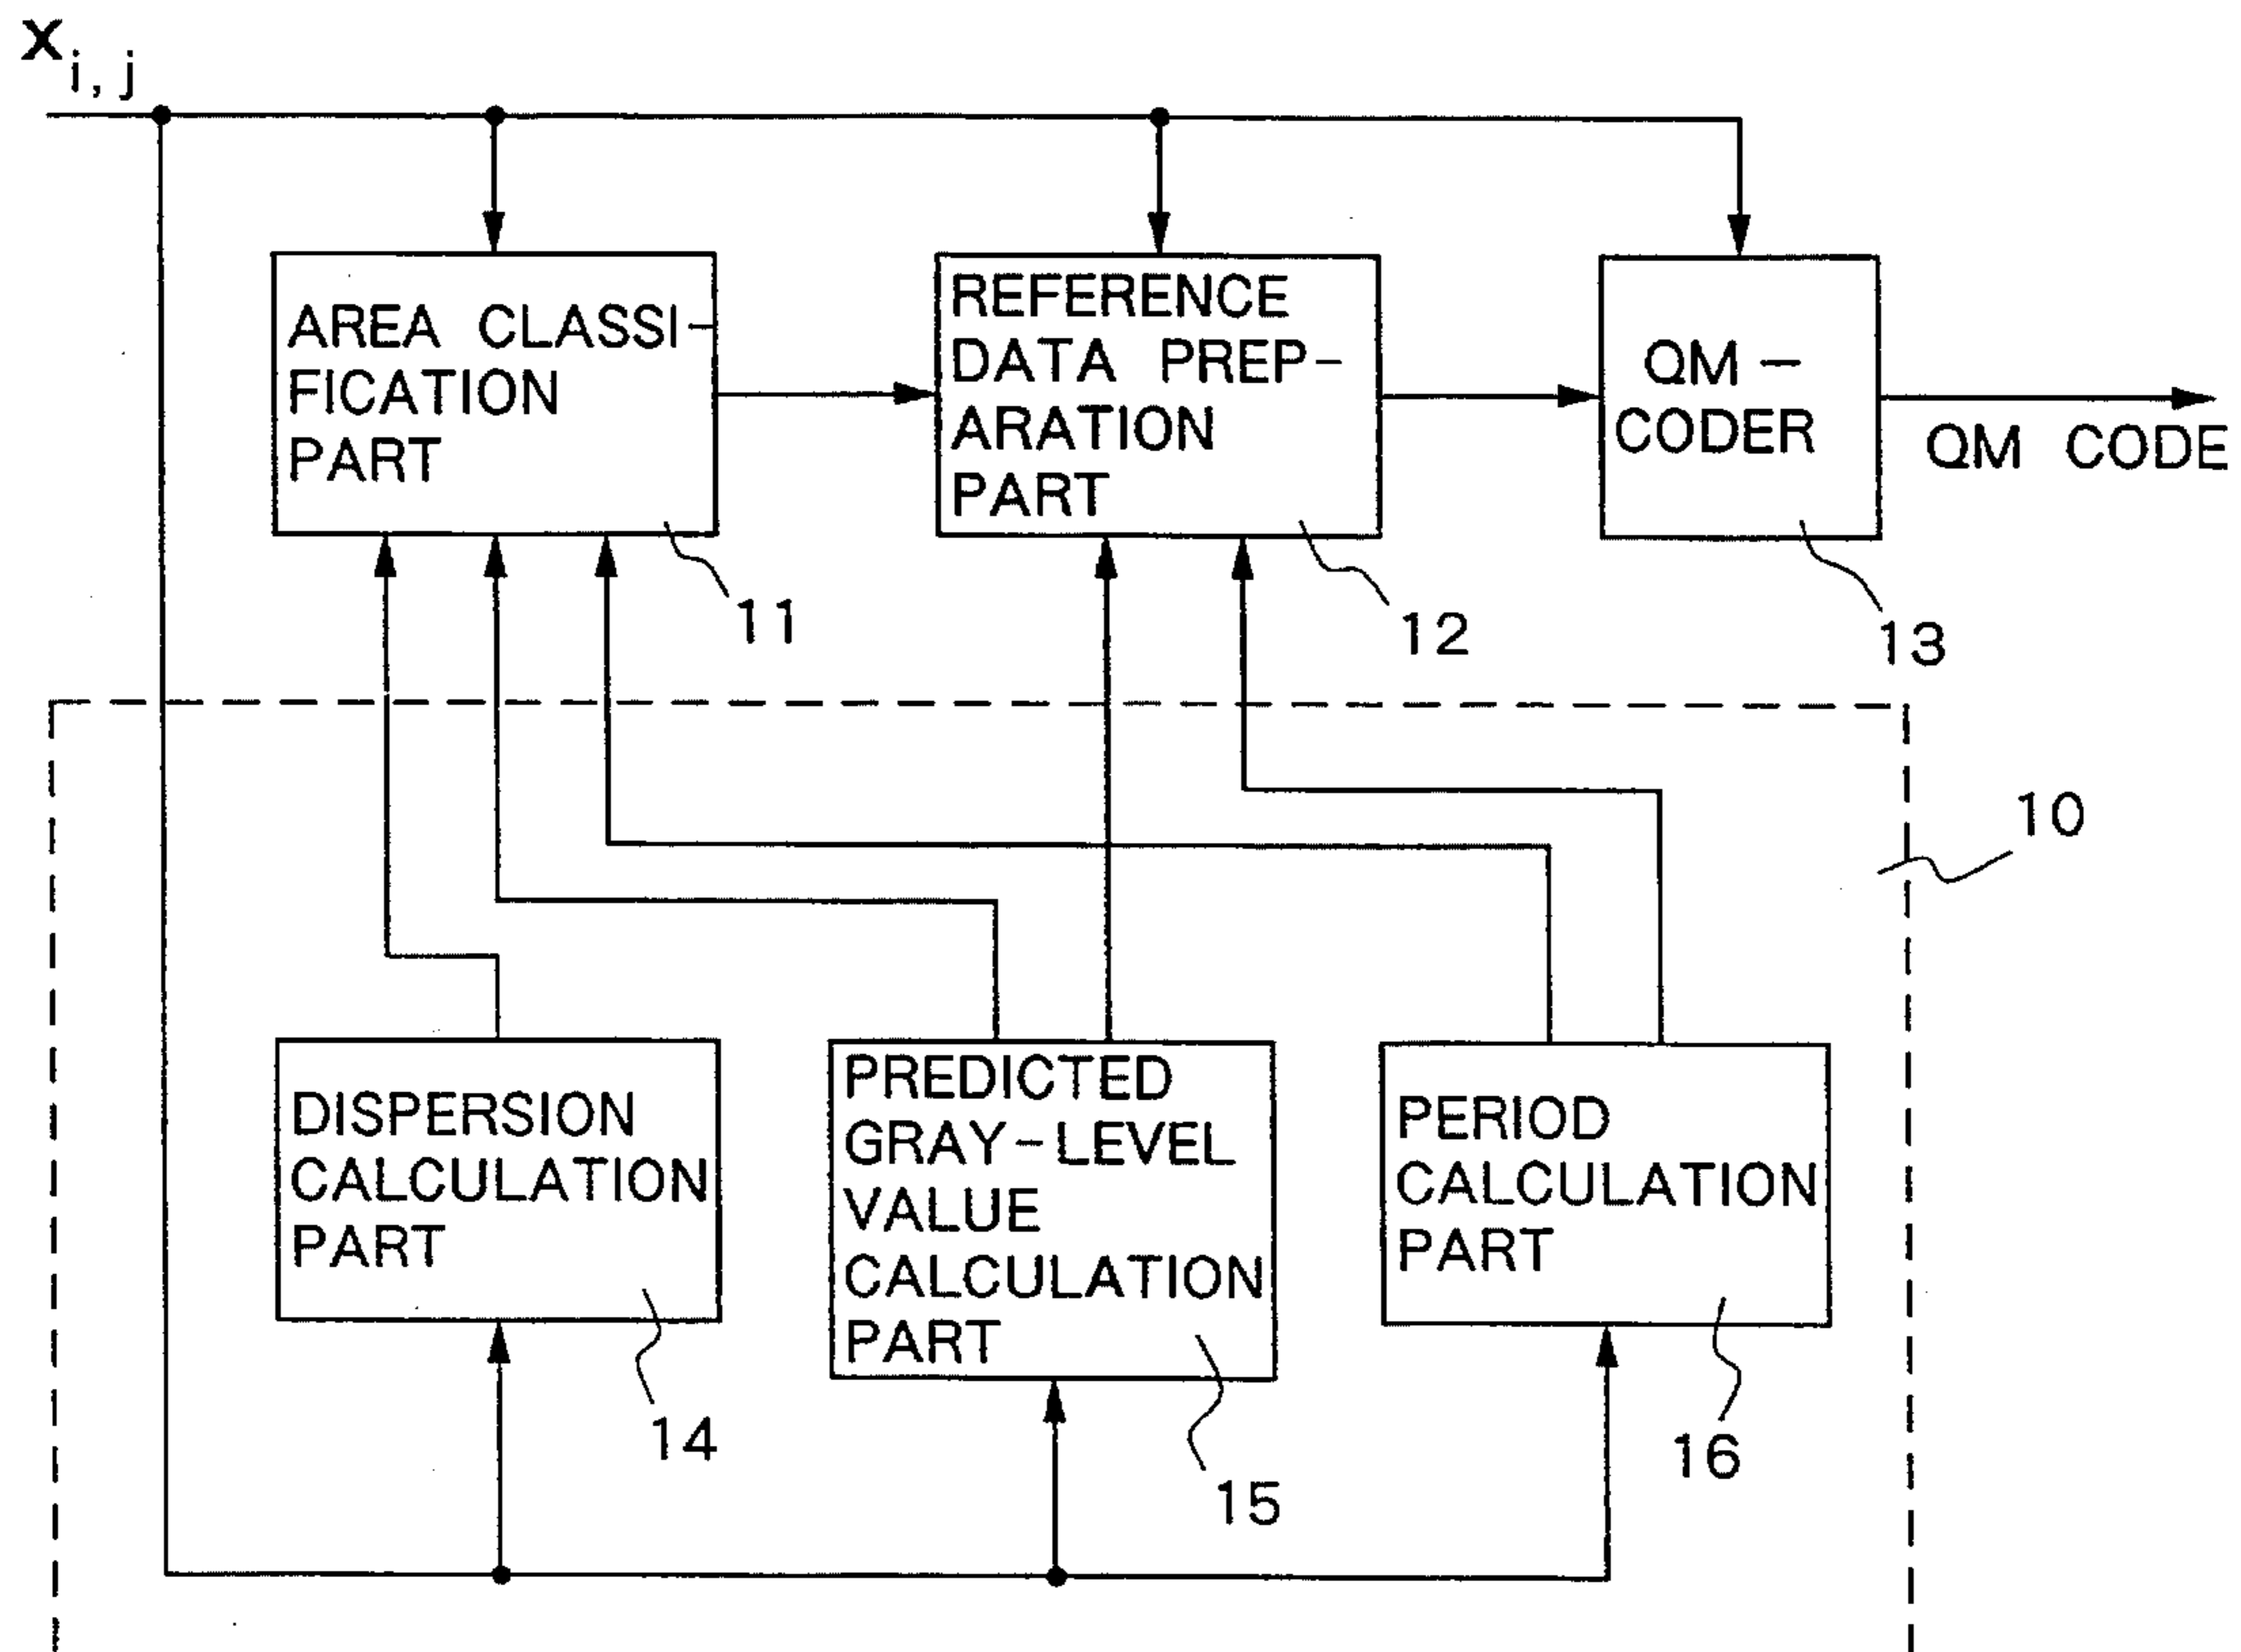 x i, j
AREA CLASSI-
FICATION
PART
11
REFERENCE
DATA PREP-
ARATION
PART
12
QM-
CODER
13
QM CODE
10
DISPERSION
CALCULATION
PART
14
PREDICTED
GRAY-LEVEL
VALUE
CALCULATION
PART
15
PERIOD
CALCULATION
PART
16